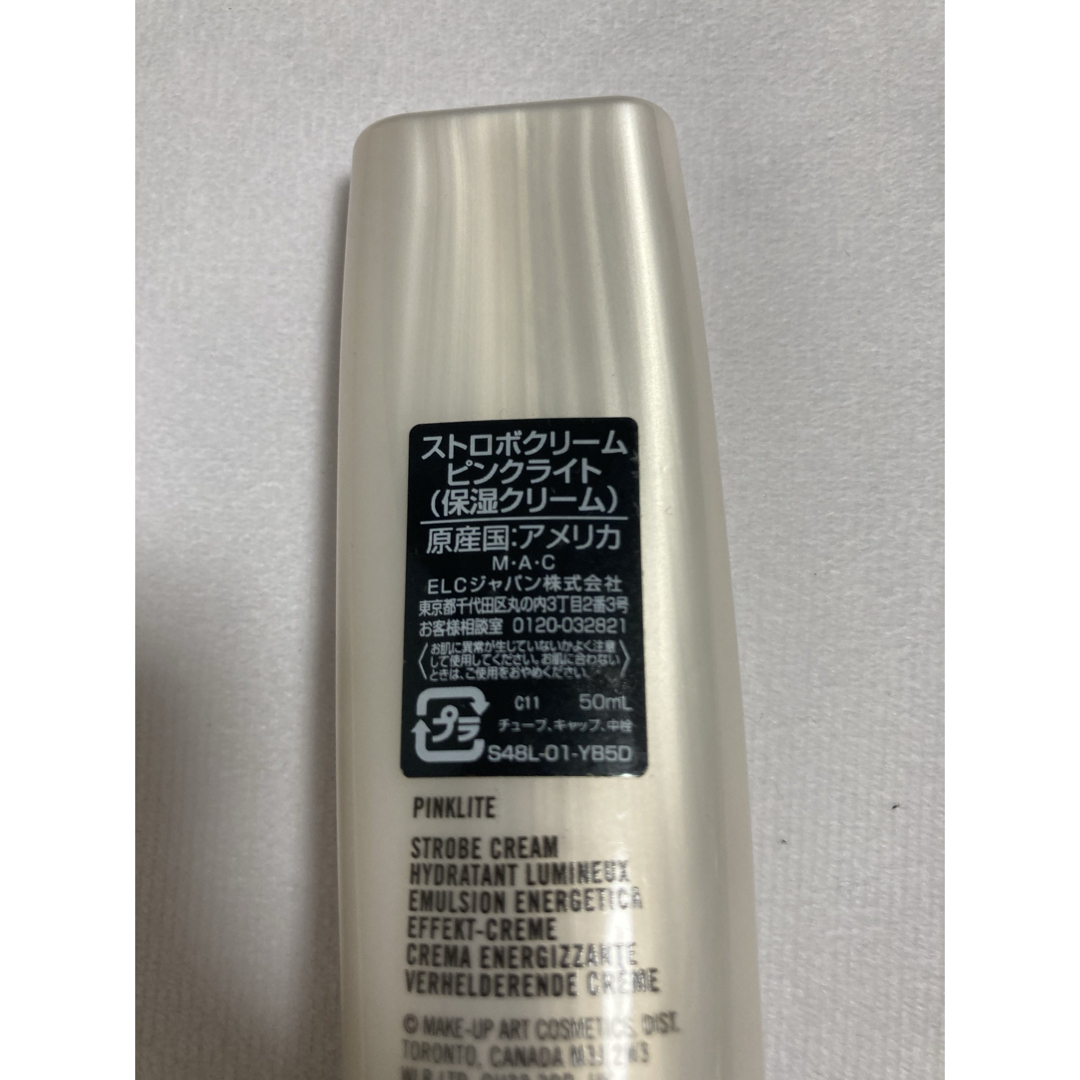 ストロボクリーム
ピンクライト
(保湿クリーム)
原産国:アメリカ
M・A・C
ELCジャパン株式会社
東京都千代田区丸の内3丁目2番3号
お客様相談室 0120-032821
〈お肌に異常が生じていないかよく注意
して使用してください。お肌に合わない
ときは、ご使用をおやめください。〉
C11 50mL
プラ
チューブ、キャップ、中栓
S48L-01-YB5D
PINKLITE
STROBE CREAM
HYDRATANT LUMINEUX
EMULSION ENERGETICA
EFFEKT-CREME
CREMA ENERGIZZANTE
VERHELDERENDE CRÈME
© MAKE-UP ART COSMETICS, DIST.
TORONTO, CANADA